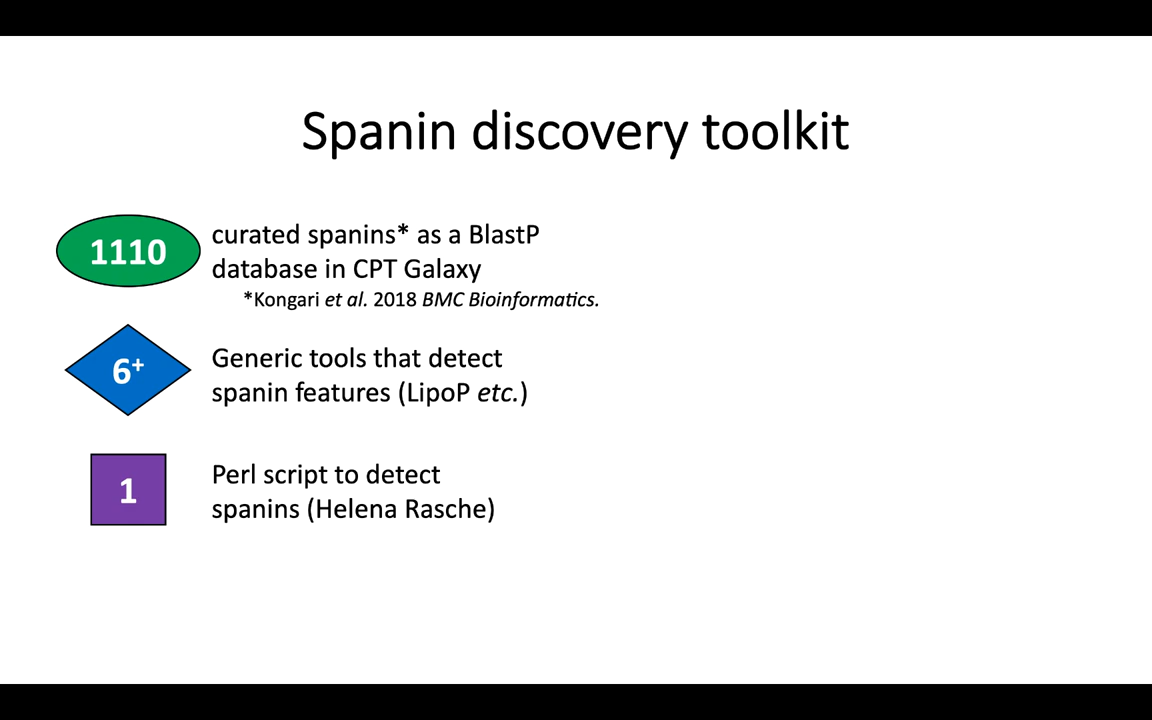 Spanin discovery toolkit
1110
curated spanins* as a BlastP
database in CPT Galaxy
*Kongari et al. 2018 BMC Bioinformatics.
6+
Generic tools that detect
spanin features (LipoP etc.)
1
Perl script to detect
spanins (Helena Rasche)